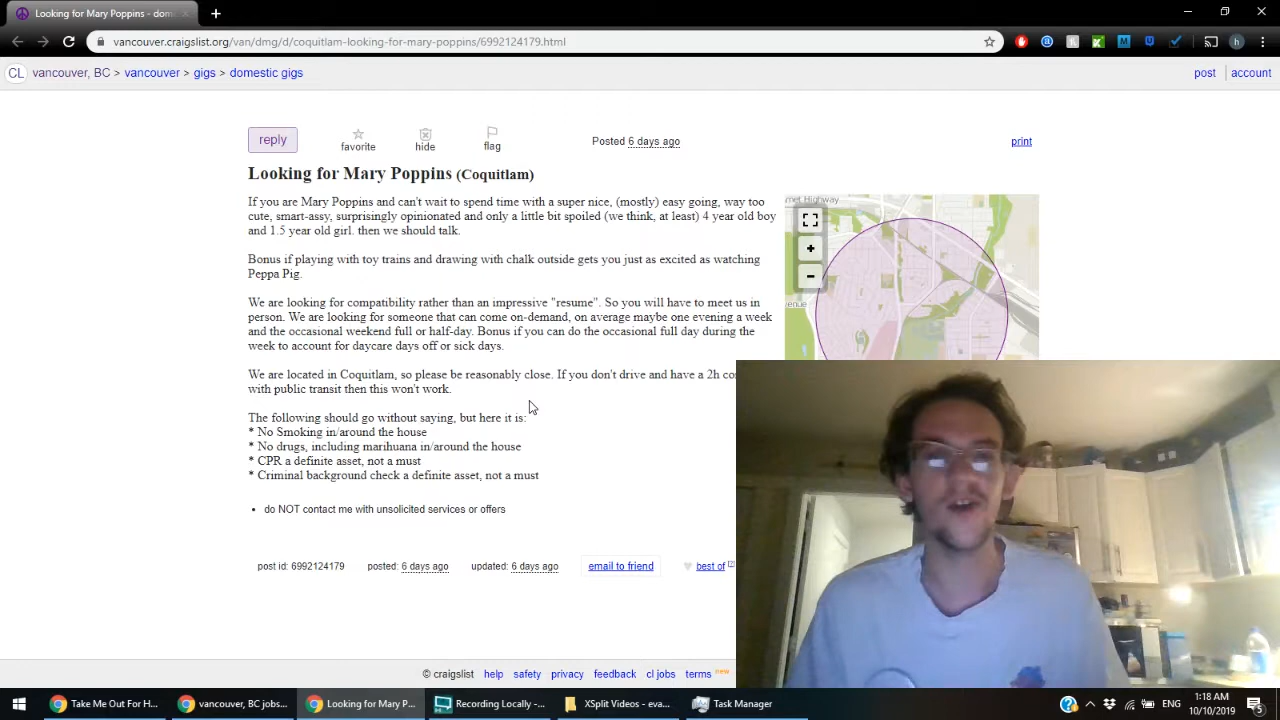 Looking for Mary Poppins - dom
vancouver.craigslist.org/van/dmg/d/coquitlam-looking-for-mary-poppins/6992124179.html
CL vancouver, BC > vancouver > gigs > domestic gigs
post account
reply
favorite
hide
flag
Posted 6 days ago
print
Looking for Mary Poppins (Coquitlam)
If you are Mary Poppins and can't wait to spend time with a super nice, (mostly) easy going, way too
cute, smart-assy, surprisingly opinionated and only a little bit spoiled (we think, at least) 4 year old boy
and 1.5 year old girl. then we should talk.
Bonus if playing with toy trains and drawing with chalk outside gets you just as excited as watching
Peppa Pig.
We are looking for compatibility rather than an impressive "resume". So you will have to meet us in
person. We are looking for someone that can come on-demand, on average maybe one evening a week
and the occasional weekend full or half-day. Bonus if you can do the occasional full day during the
week to account for daycare days off or sick days.
We are located in Coquitlam, so please be reasonably close. If you don't drive and have a 2h co
with public transit then this won't work.
The following should go without saying, but here it is:
* No Smoking in/around the house
* No drugs, including marihuana in/around the house
* CPR a definite asset, not a must
* Criminal background check a definite asset, not a must
• do NOT contact me with unsolicited services or offers
post id: 6992124179 posted: 6 days ago updated: 6 days ago email to friend best of [?]
met Highway
+
-
enue
© craigslist help safety privacy feedback cl jobs terms new
Take Me Out For H...
vancouver, BC jobs...
Looking for Mary P...
Recording Locally -...
XSplit Videos - eva...
Task Manager
ENG
1:18 AM
10/10/2019